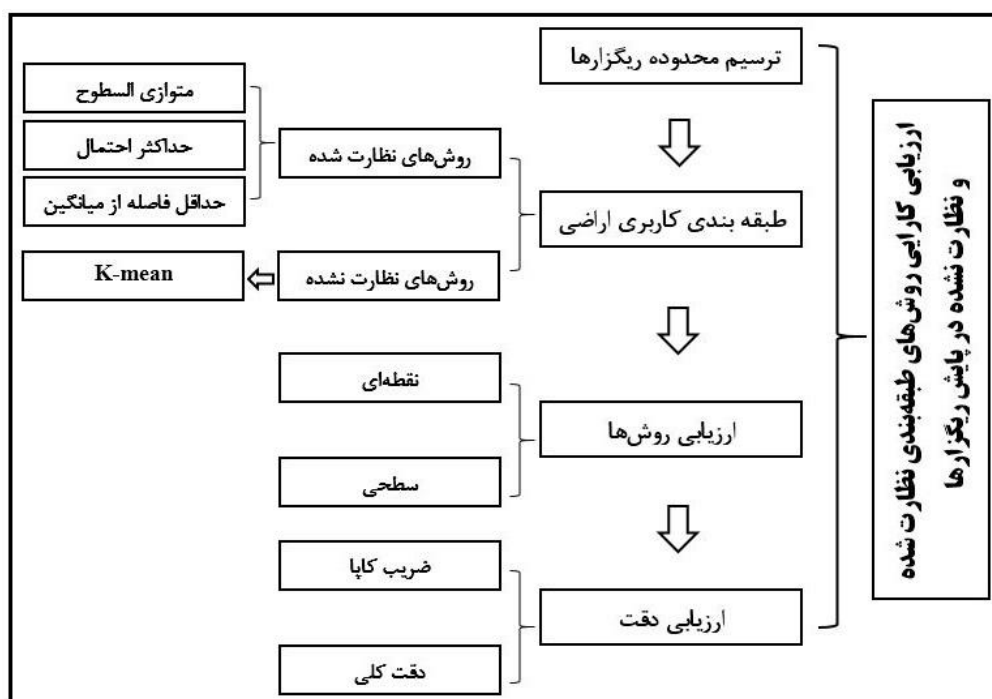 ارزیابی کارایی روش‌های طبقه‌بندی نظارت شده
و نظارت نشده در پایش ریگزارها
ترسیم محدوده ریگزارها
طبقه بندی کاربری اراضی
روش‌های نظارت شده
متوازی السطوح
حداکثر احتمال
حداقل فاصله از میانگین
روش‌های نظارت نشده
K-mean
ارزیابی روش‌ها
نقطه‌ای
سطحی
ارزیابی دقت
ضریب کاپا
دقت کلی